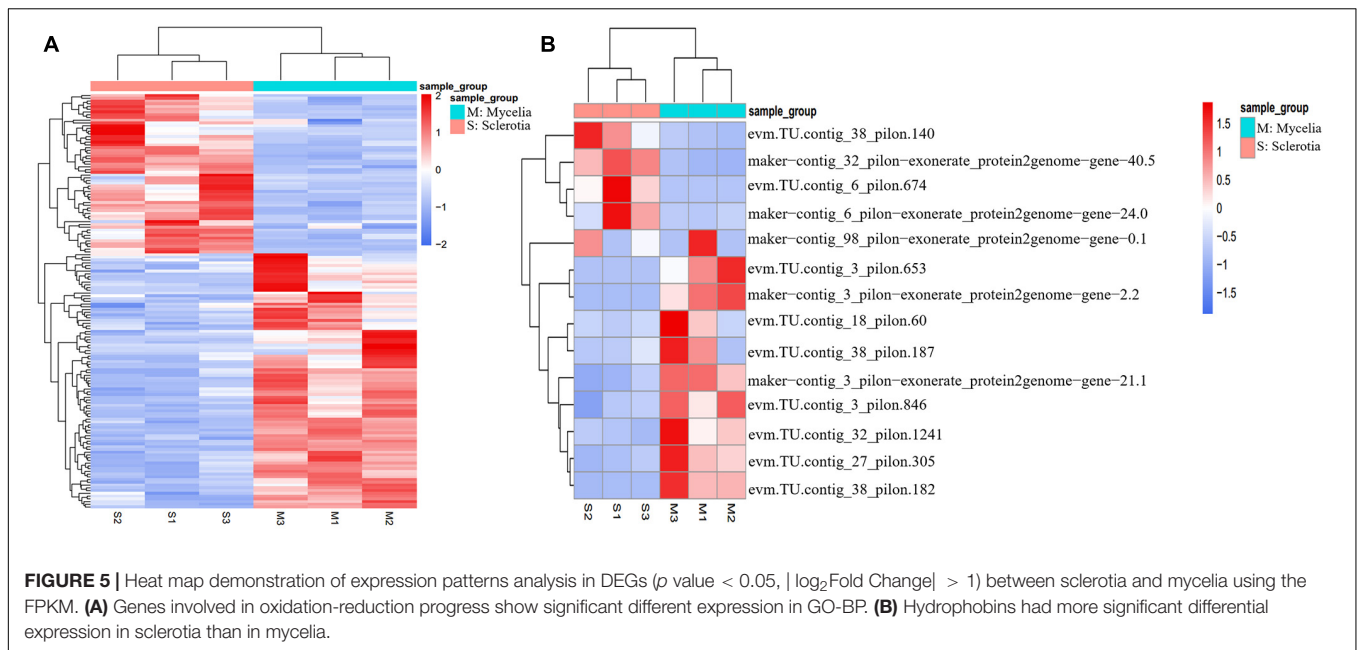 A
sample_group
2
1
0
−1
−2
sample_group
M: Mycelia
S: Sclerotia
S2
S1
S3
M3
M1
M2
B
sample_group
evm.TU.contig_38_pilon.140
maker-contig_32_pilon-exonerate_protein2genome-gene-40.5
evm.TU.contig_6_pilon.674
maker-contig_6_pilon-exonerate_protein2genome-gene-24.0
maker-contig_98_pilon-exonerate_protein2genome-gene-0.1
evm.TU.contig_3_pilon.653
maker-contig_3_pilon-exonerate_protein2genome-gene-2.2
evm.TU.contig_18_pilon.60
evm.TU.contig_38_pilon.187
maker-contig_3_pilon-exonerate_protein2genome-gene-21.1
evm.TU.contig_3_pilon.846
evm.TU.contig_32_pilon.1241
evm.TU.contig_27_pilon.305
evm.TU.contig_38_pilon.182
S2
S1
S3
M3
M1
M2
1.5
1
0.5
0
−0.5
−1
−1.5
sample_group
M: Mycelia
S: Sclerotia
FIGURE 5 | Heat map demonstration of expression patterns analysis in DEGs (p value < 0.05, | log₂Fold Change| > 1) between sclerotia and mycelia using the
FPKM. (A) Genes involved in oxidation-reduction progress show significant different expression in GO-BP. (B) Hydrophobins had more significant differential
expression in sclerotia than in mycelia.